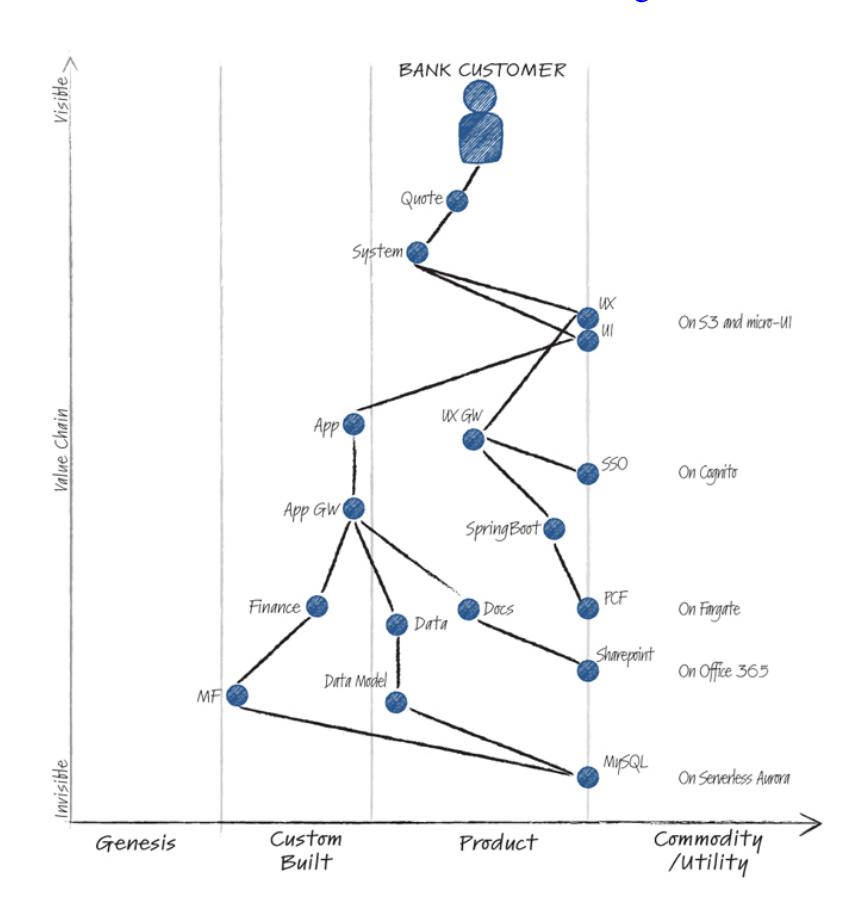 BANK CUSTOMER
Visible
Quote
System
UX
On S3 and micro-UI
UI
App
UX GW
Value Chain
SSO
On Cognito
App GW
SpringBoot
Finance
Docs
PCF
On Fargate
Data
Sharepoint
On Office 365
Data Model
MF
MySQL
On Serverless Aurora
Invisible
Genesis
Custom
Built
Product
Commodity
/Utility